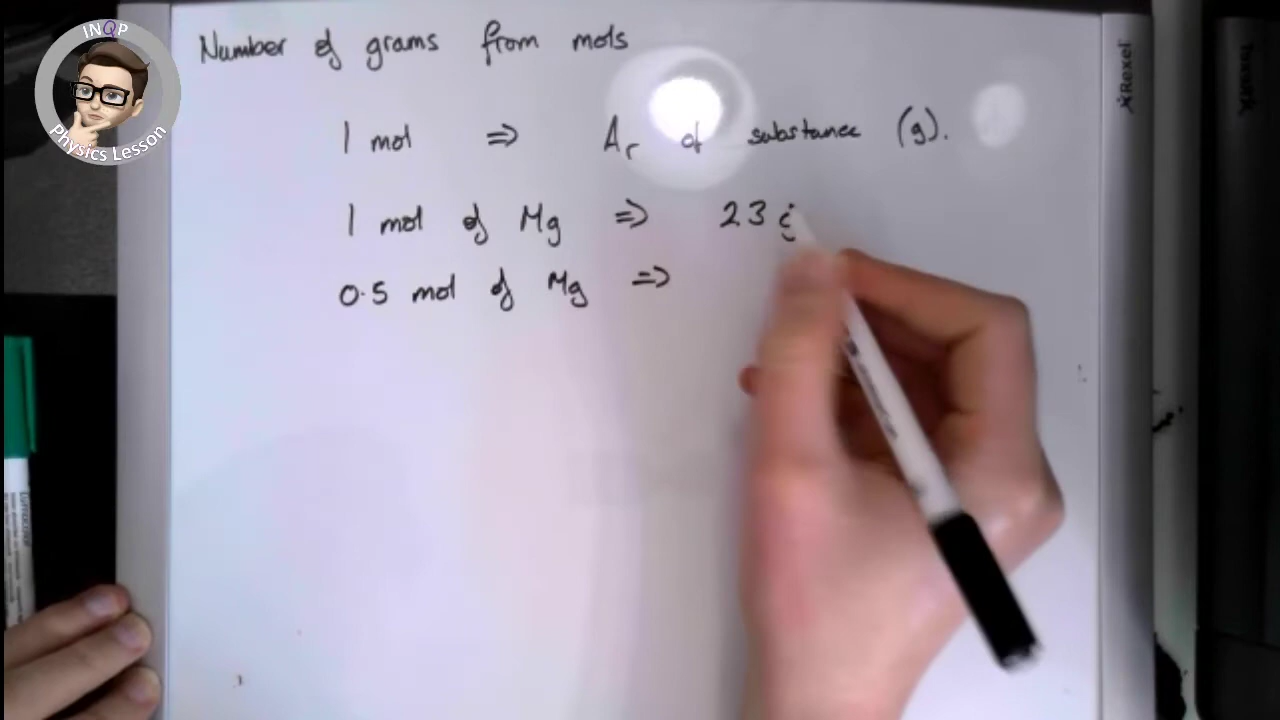 INQP
Physics Lesson
Number of grams from mols
1 mol ⇒ Ar of substance (g).
1 mol of Mg ⇒ 23
0.5 mol of Mg ⇒
Rexel